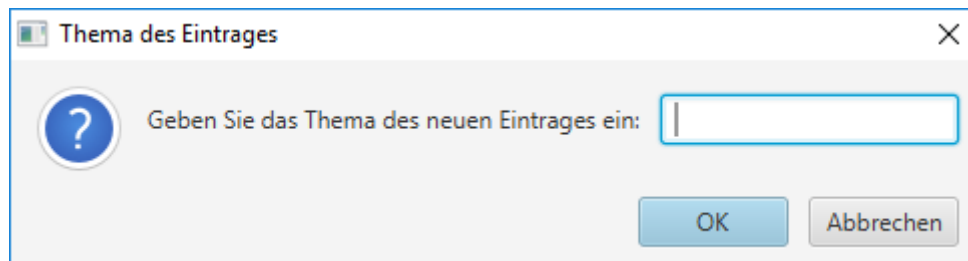 Thema des Eintrages
Geben Sie das Thema des neuen Eintrages ein:
OK Abbrechen